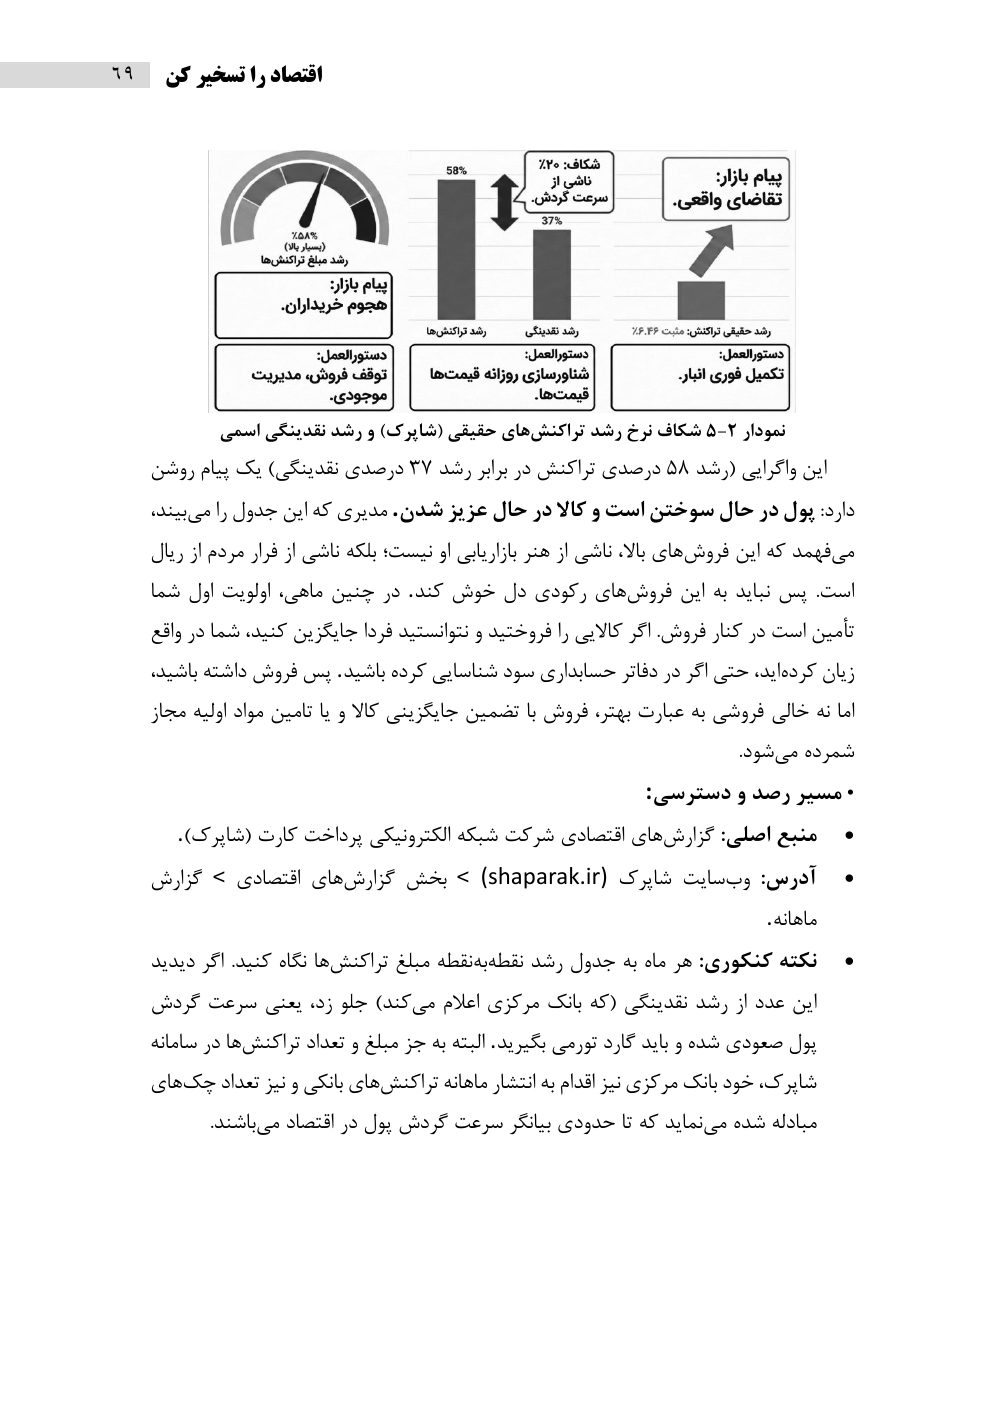 اقتصاد را تسخیر کن
۶۹
پیام بازار:
تقاضای واقعی.
رشد حقیقی تراکنش: مثبت ۶.۴۶٪
دستورالعمل:
تکمیل فوری انبار.
شکاف: ۲۰٪
ناشی از
سرعت گردش.
58%
37%
رشد نقدینگی
رشد تراکنش‌ها
دستورالعمل:
شناورسازی روزانه قیمت‌ها
قیمت‌ها.
٪۵۸%
(بسیار بالا)
رشد مبلغ تراکنش‌ها
پیام بازار:
هجوم خریداران.
دستورالعمل:
توقف فروش، مدیریت
موجودی.
نمودار ۲-۵ شکاف نرخ رشد تراکنش‌های حقیقی (شاپرک) و رشد نقدینگی اسمی
این واگرایی (رشد ۵۸ درصدی تراکنش در برابر رشد ۳۷ درصدی نقدینگی) یک پیام روشن
دارد: پول در حال سوختن است و کالا در حال عزیز شدن. مدیری که این جدول را می‌بیند،
می‌فهمد که این فروش‌های بالا، ناشی از هنر بازاریابی او نیست؛ بلکه ناشی از فرار مردم از ریال
است. پس نباید به این فروش‌های رکودی دل خوش کند. در چنین ماهی، اولویت اول شما
تأمین است در کنار فروش. اگر کالایی را فروختید و نتوانستید فردا جایگزین کنید، شما در واقع
زیان کرده‌اید، حتی اگر در دفاتر حسابداری سود شناسایی کرده باشید. پس فروش داشته باشید،
اما نه خالی فروشی به عبارت بهتر، فروش با تضمین جایگزینی کالا و یا تامین مواد اولیه مجاز
شمرده می‌شود.
• مسیر رصد و دسترسی:
• منبع اصلی: گزارش‌های اقتصادی شرکت شبکه الکترونیکی پرداخت کارت (شاپرک).
• آدرس: وب‌سایت شاپرک (shaparak.ir) > بخش گزارش‌های اقتصادی > گزارش
ماهانه.
• نکته کنکوری: هر ماه به جدول رشد نقطه‌به‌نقطه مبلغ تراکنش‌ها نگاه کنید. اگر دیدید
این عدد از رشد نقدینگی (که بانک مرکزی اعلام می‌کند) جلو زد، یعنی سرعت گردش
پول صعودی شده و باید گارد تورمی بگیرید. البته به جز مبلغ و تعداد تراکنش‌ها در سامانه
شاپرک، خود بانک مرکزی نیز اقدام به انتشار ماهانه تراکنش‌های بانکی و نیز تعداد چک‌های
مبادله شده می‌نماید که تا حدودی بیانگر سرعت گردش پول در اقتصاد می‌باشند.